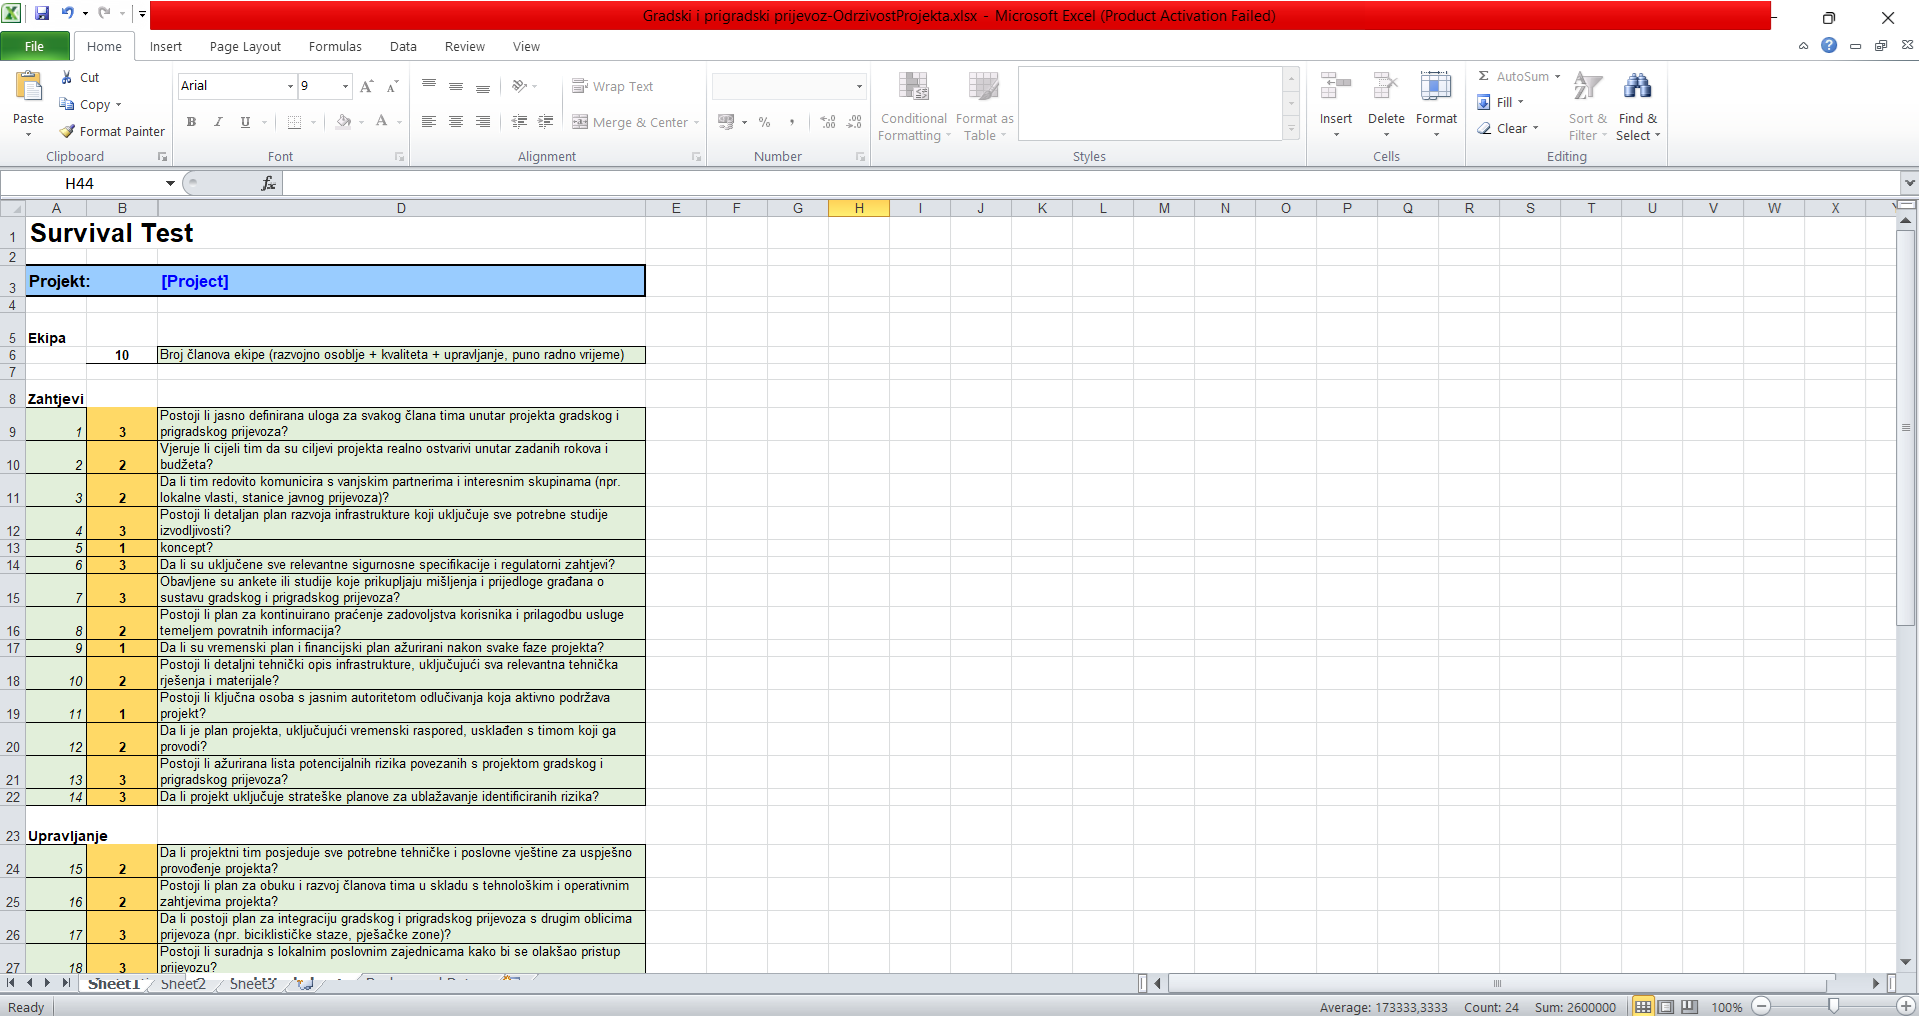 Gradski i prigradski prijevoz-OdrzivostProjekta.xlsx - Microsoft Excel (Product Activation Failed)
File Home Insert Page Layout Formulas Data Review View
Paste
Cut
Copy
Format Painter
Clipboard
Arial 9
B I U
Font
Wrap Text
Merge & Center
Alignment
%
Number
Conditional Formatting
Format as Table
Styles
Insert Delete Format
Cells
AutoSum
Fill
Clear
Sort & Filter
Find & Select
Editing
H44 fx
A B D E F G H I J K L M N O P Q R S T U V W X
1 Survival Test
2
3 Projekt: [Project]
4
5 Ekipa
6 10 Broj članova ekipe (razvojno osoblje + kvaliteta + upravljanje, puno radno vrijeme)
7
8 Zahtjevi
9 1 3 Postoji li jasno definirana uloga za svakog člana tima unutar projekta gradskog i
prigradskog prijevoza?
10 2 2 Vjeruje li cijeli tim da su ciljevi projekta realno ostvarivi unutar zadanih rokova i
budžeta?
11 3 2 Da li tim redovito komunicira s vanjskim partnerima i interesnim skupinama (npr.
lokalne vlasti, stanice javnog prijevoza)?
12 4 3 Postoji li detaljan plan razvoja infrastrukture koji uključuje sve potrebne studije
izvodljivosti?
13 5 1 koncept?
14 6 3 Da li su uključene sve relevantne sigurnosne specifikacije i regulatorni zahtjevi?
15 7 3 Obavljene su ankete ili studije koje prikupljaju mišljenja i prijedloge građana o
sustavu gradskog i prigradskog prijevoza?
16 8 2 Postoji li plan za kontinuirano praćenje zadovoljstva korisnika i prilagodbu usluge
temeljem povratnih informacija?
17 9 1 Da li su vremenski plan i financijski plan ažurirani nakon svake faze projekta?
18 10 2 Postoji li detaljni tehnički opis infrastrukture, uključujući sva relevantna tehnička
rješenja i materijale?
19 11 1 Postoji li ključna osoba s jasnim autoritetom odlučivanja koja aktivno podržava
projekt?
20 12 2 Da li je plan projekta, uključujući vremenski raspored, usklađen s timom koji ga
provodi?
21 13 3 Postoji li ažurirana lista potencijalnih rizika povezanih s projektom gradskog i
prigradskog prijevoza?
22 14 3 Da li projekt uključuje strateške planove za ublažavanje identificiranih rizika?
23 Upravljanje
24 15 2 Da li projektni tim posjeduje sve potrebne tehničke i poslovne vještine za uspješno
provođenje projekta?
25 16 2 Postoji li plan za obuku i razvoj članova tima u skladu s tehnološkim i operativnim
zahtjevima projekta?
26 17 3 Da li postoji plan za integraciju gradskog i prigradskog prijevoza s drugim oblicima
prijevoza (npr. biciklističke staze, pješačke zone)?
27 18 3 Postoji li suradnja s lokalnim poslovnim zajednicama kako bi se olakšao pristup
prijevozu?
Sheet1 Sheet2 Sheet3
Ready Average: 173333,3333 Count: 24 Sum: 2600000 100%